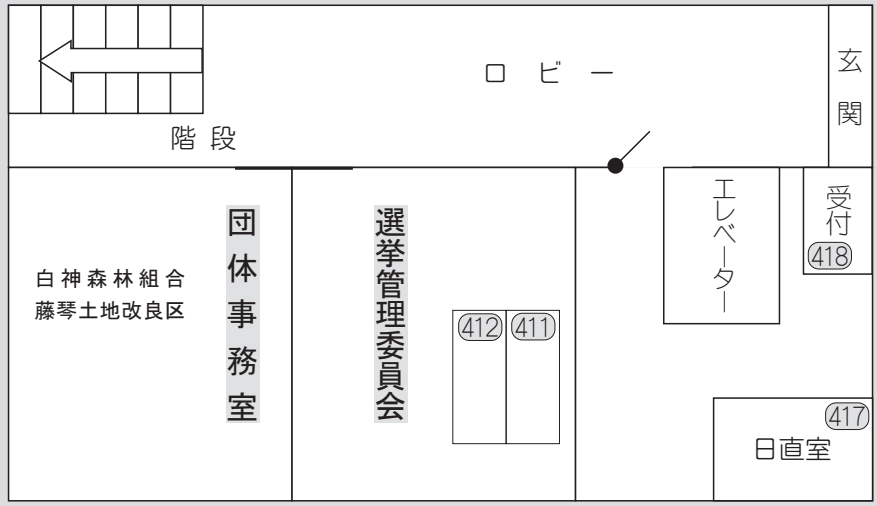 ロビー
玄関
階段
エレベーター
受付
418
団体事務室
白神森林組合
藤琴土地改良区
選挙管理委員会
412
411
417
日直室